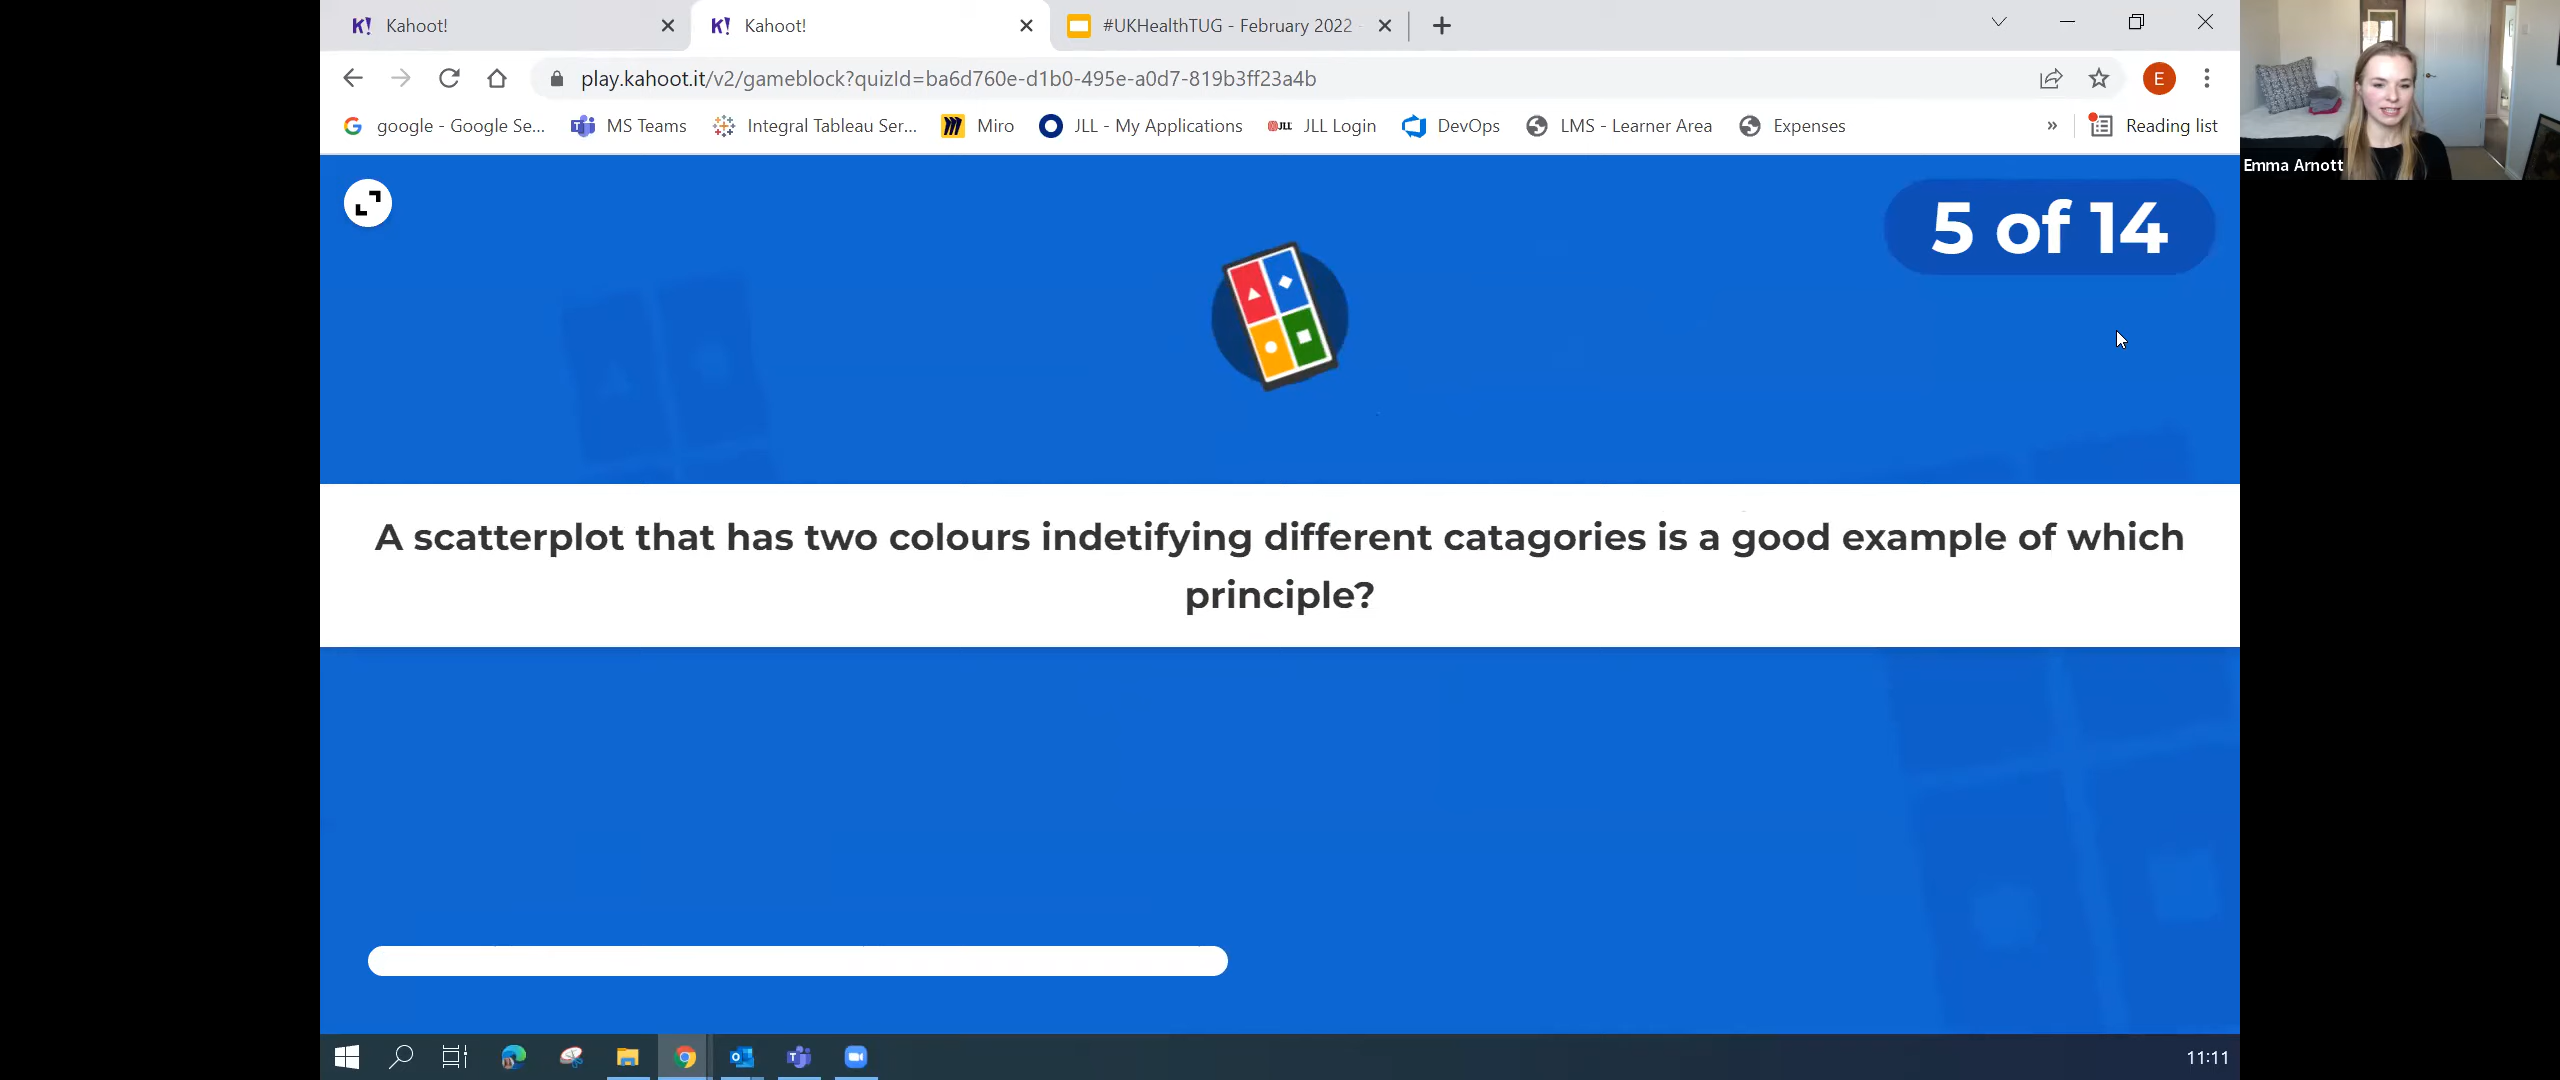 K! Kahoot!
K! Kahoot!
#UKHealthTUG - February 2022 -
play.kahoot.it/v2/gameblock?quizId=ba6d760e-d1b0-495e-a0d7-819b3ff23a4b
E
G google - Google Se...
MS Teams
Integral Tableau Ser...
Miro
JLL - My Applications
JLL JLL Login
DevOps
LMS - Learner Area
Expenses
»
Reading list
Emma Arnott
5 of 14
A scatterplot that has two colours indetifying different catagories is a good example of which
principle?
11:11